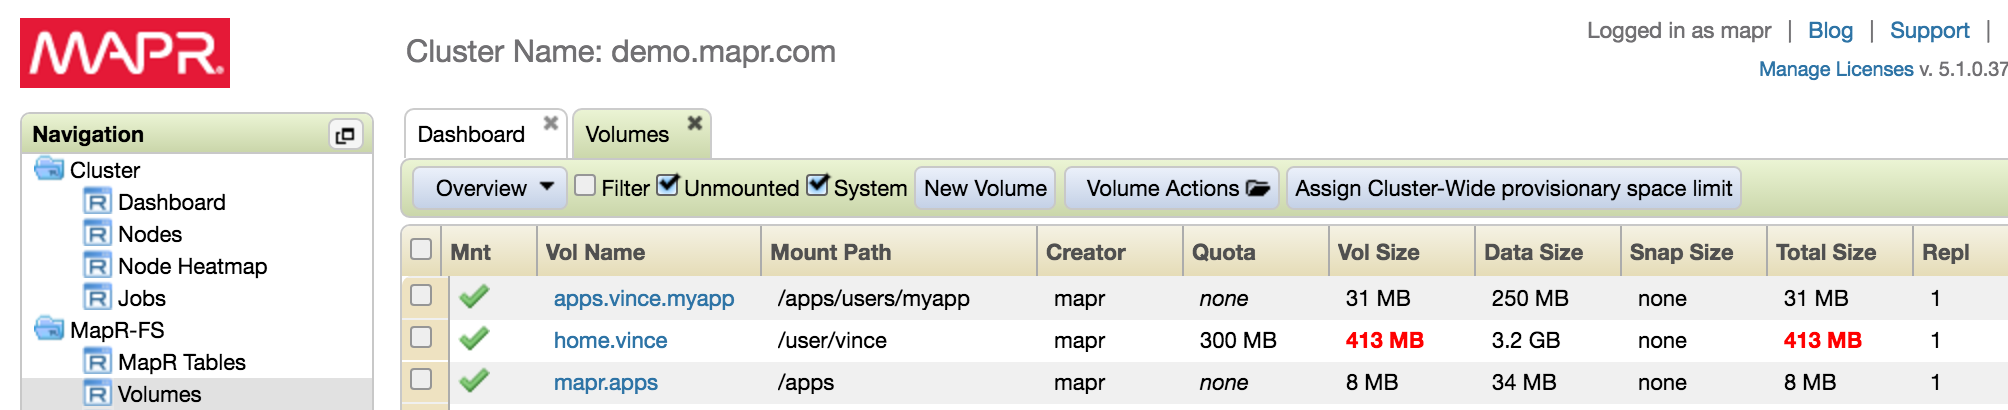 MAPR.
Cluster Name: demo.mapr.com
Logged in as mapr | Blog | Support |
Manage Licenses v. 5.1.0.37
Navigation
Cluster
R Dashboard
R Nodes
R Node Heatmap
R Jobs
MapR-FS
R MapR Tables
R Volumes
Dashboard Volumes
Overview Filter Unmounted System New Volume Volume Actions Assign Cluster-Wide provisionary space limit
Mnt Vol Name Mount Path Creator Quota Vol Size Data Size Snap Size Total Size Repl
apps.vince.myapp /apps/users/myapp mapr none 31 MB 250 MB none 31 MB 1
home.vince /user/vince mapr 300 MB 413 MB 3.2 GB none 413 MB 1
mapr.apps /apps mapr none 8 MB 34 MB none 8 MB 1